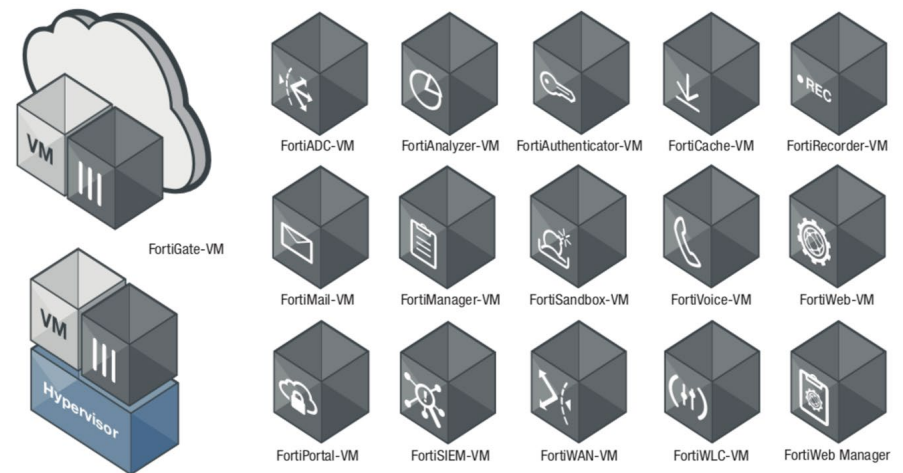 VM
FortiGate-VM
VM
Hypervisor
FortiADC-VM
FortiAnalyzer-VM
FortiAuthenticator-VM
FortiCache-VM
REC
FortiRecorder-VM
FortiMail-VM
FortiManager-VM
FortiSandbox-VM
FortiVoice-VM
FortiWeb-VM
FortiPortal-VM
FortiSIEM-VM
FortiWAN-VM
FortiWLC-VM
FortiWeb Manager